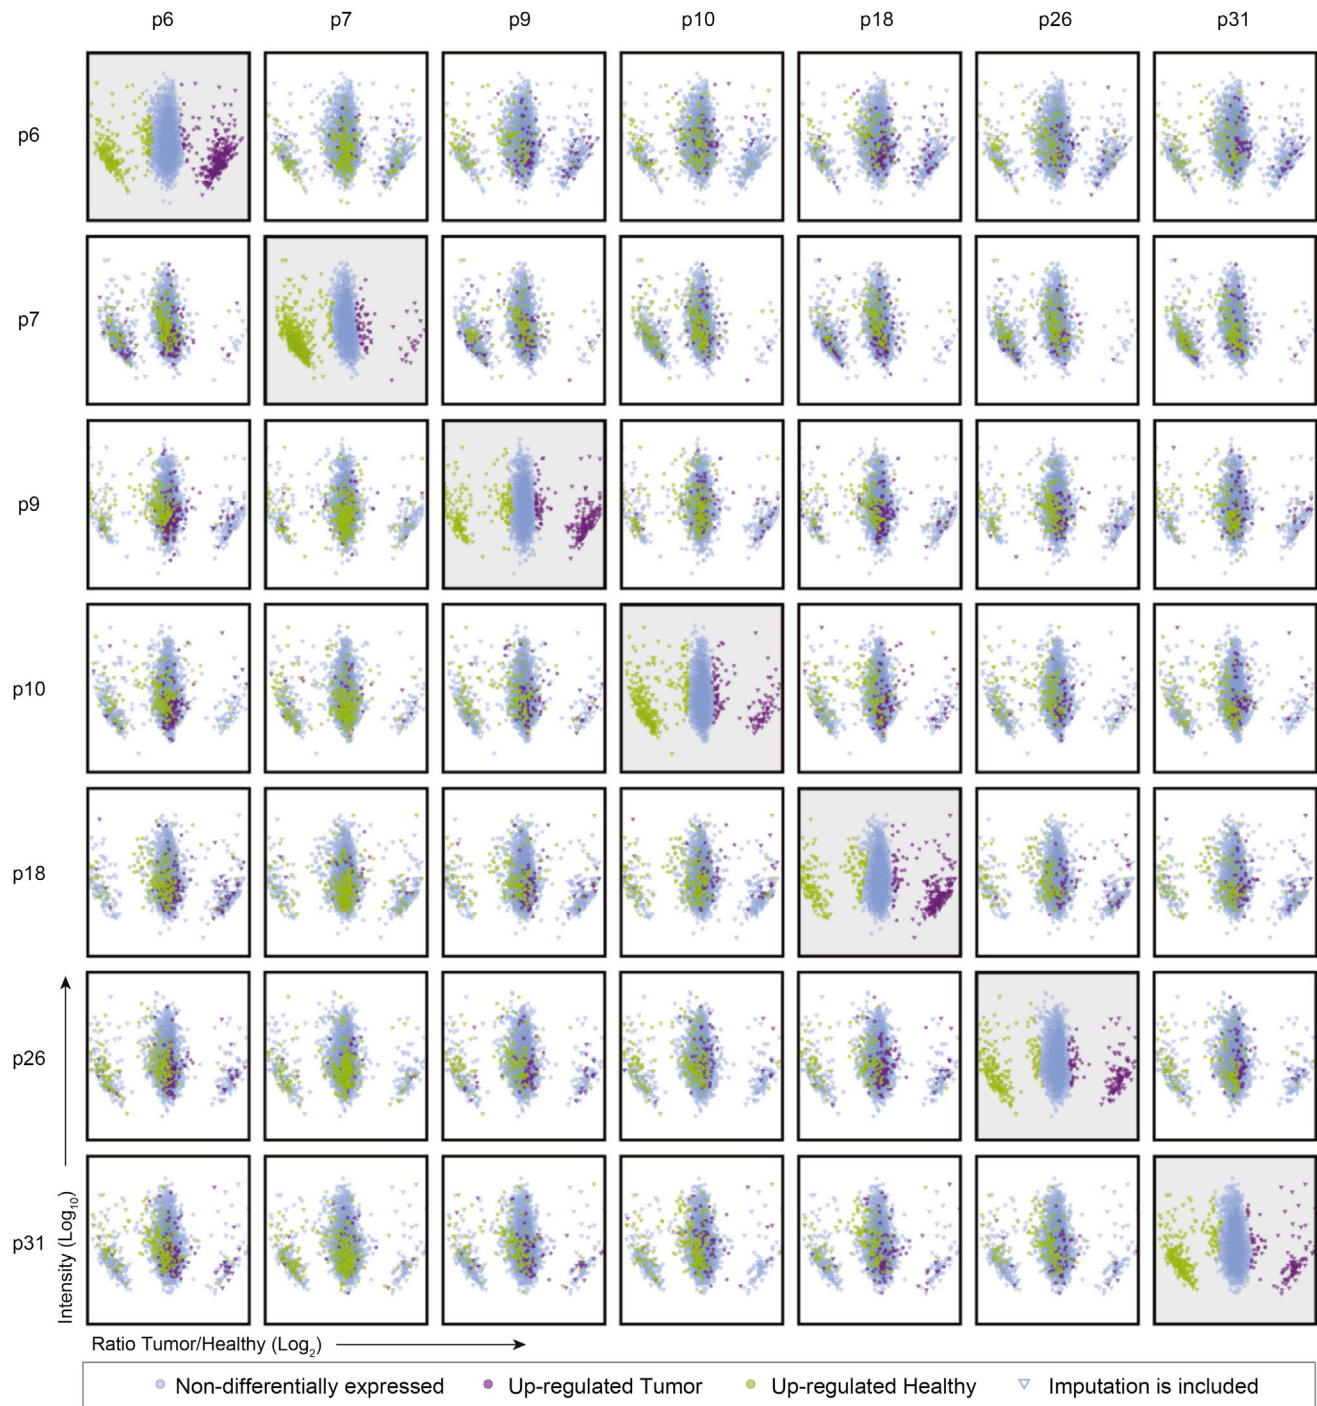 p6 p7 p9 p10 p18 p26 p31
p6
p7
p9
p10
p18
p26
p31
Intensity (Log₁₀)
Ratio Tumor/Healthy (Log₂)
Non-differentially expressed Up-regulated Tumor Up-regulated Healthy Imputation is included